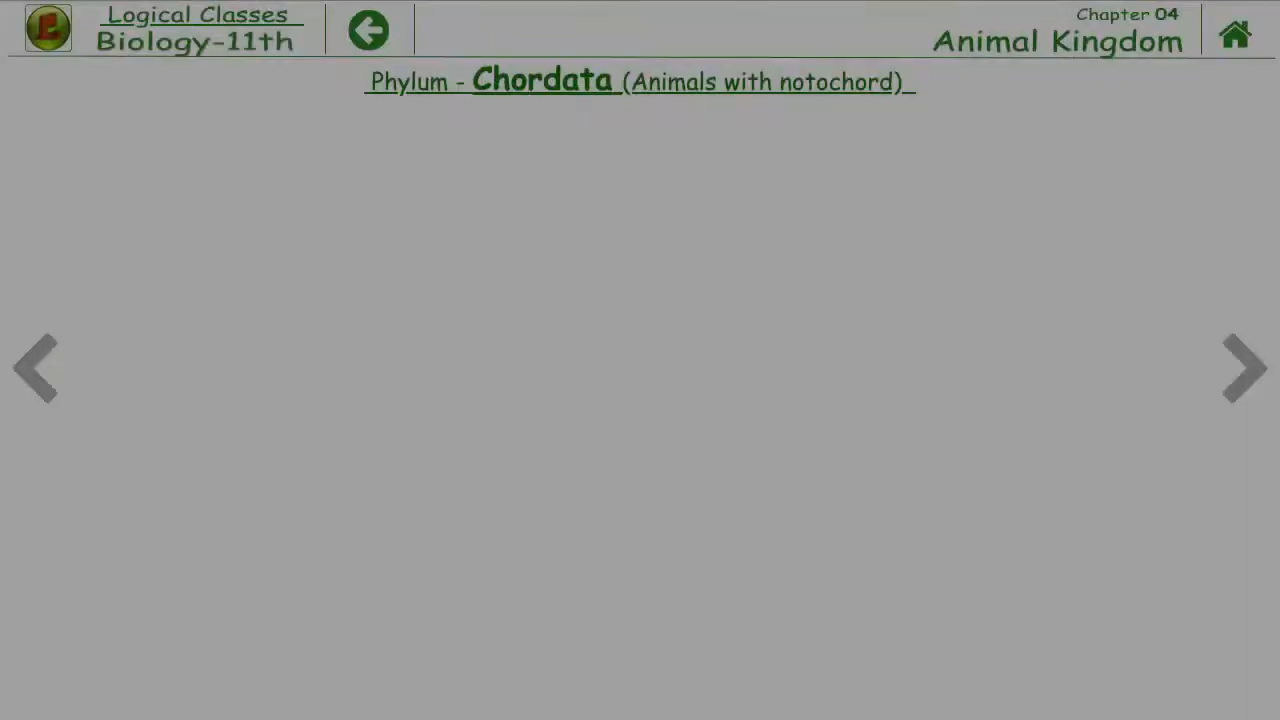 Logical Classes
Biology-11th
Chapter 04
Animal Kingdom
Phylum - Chordata (Animals with notochord)